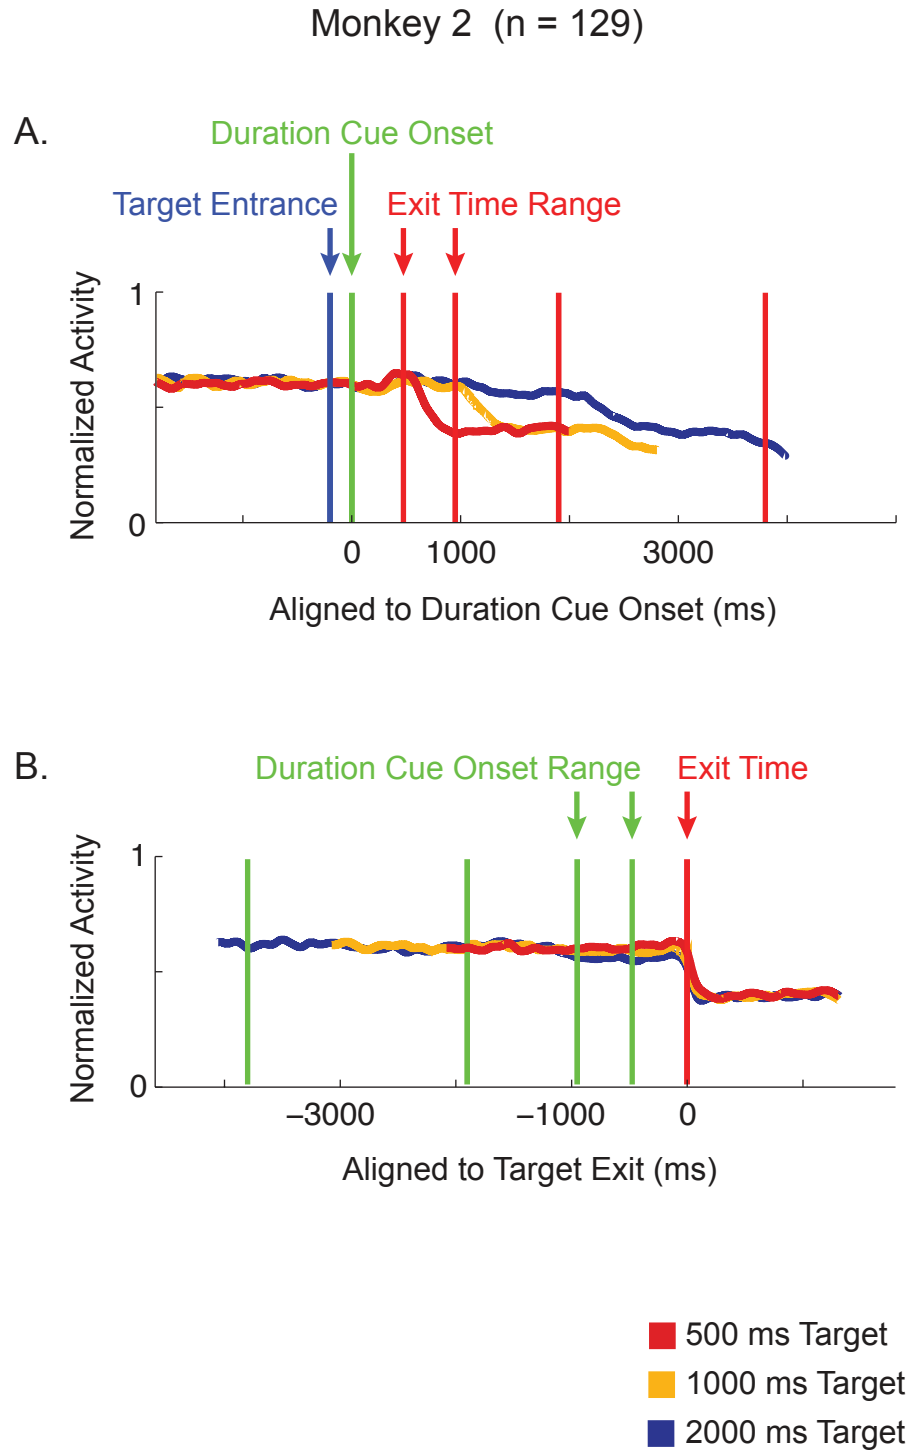 Monkey 2 (n = 129)
A.
Duration Cue Onset
Target Entrance
Exit Time Range
Normalized Activity
1
0
0 1000 3000
Aligned to Duration Cue Onset (ms)
B.
Duration Cue Onset Range
Exit Time
Normalized Activity
1
0
−3000 −1000 0
Aligned to Target Exit (ms)
500 ms Target
1000 ms Target
2000 ms Target